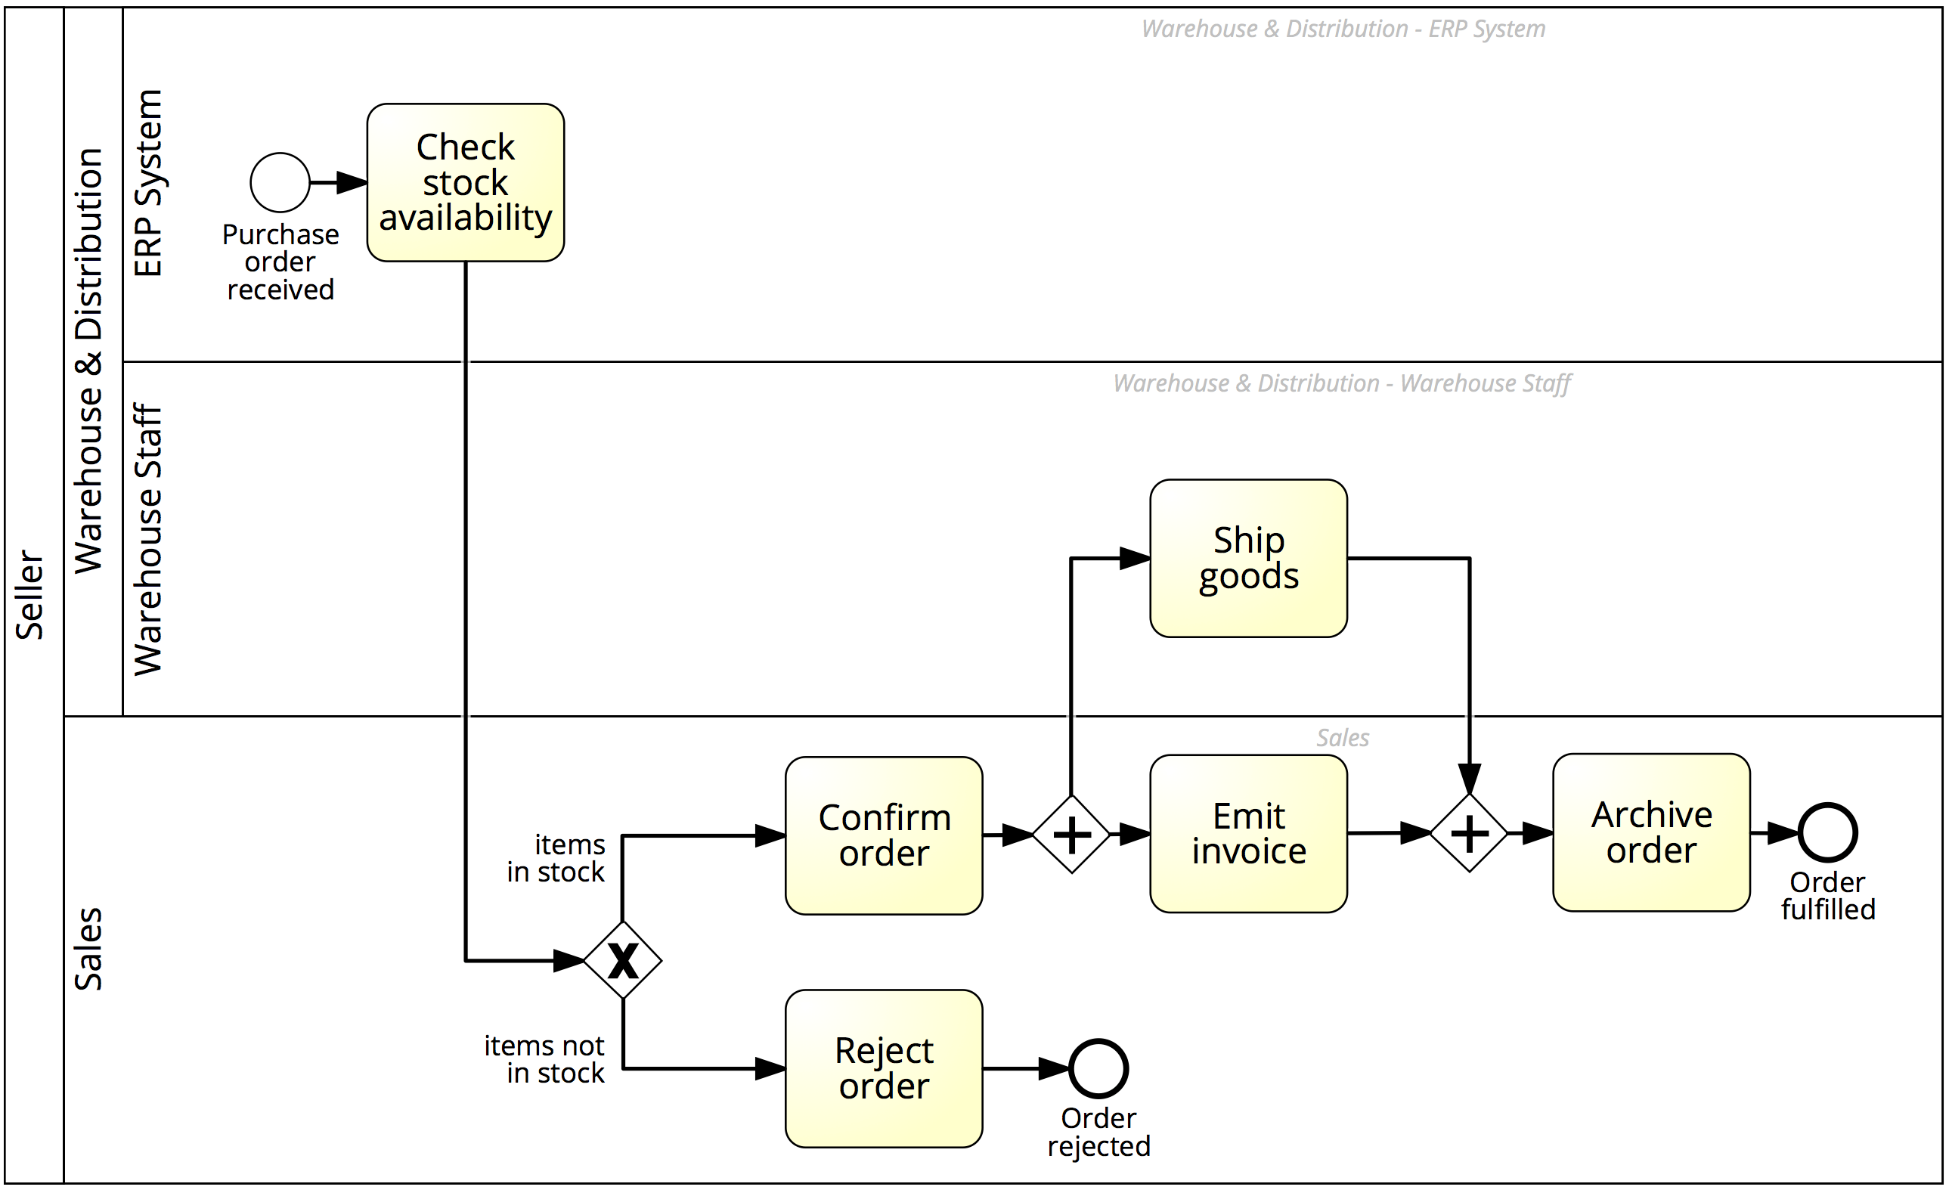 Seller
Warehouse & Distribution
ERP System
Warehouse & Distribution - ERP System
Purchase
order
received
Check
stock
availability
Warehouse Staff
Warehouse & Distribution - Warehouse Staff
Ship
goods
Sales
Sales
items
in stock
X
items not
in stock
Confirm
order
Emit
invoice
Archive
order
Order
fulfilled
Reject
order
Order
rejected